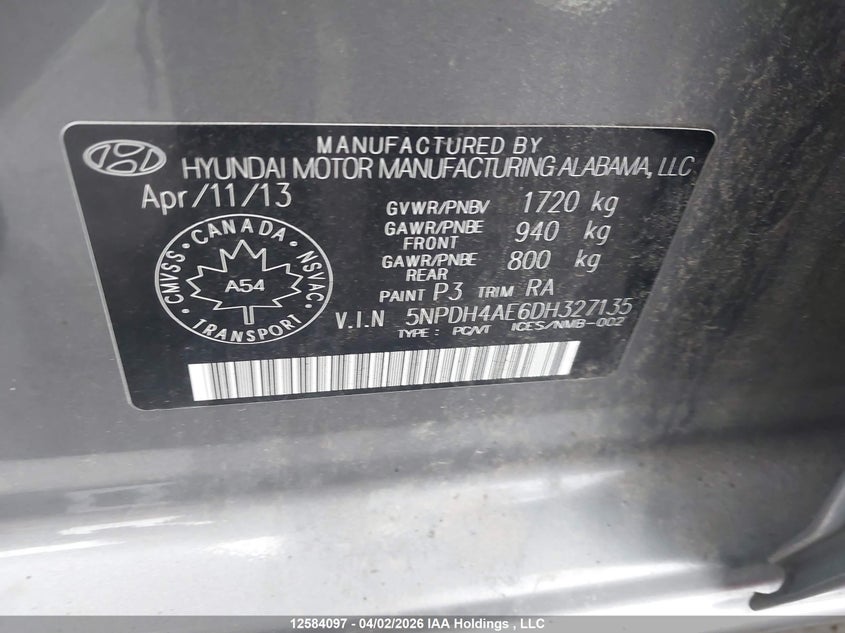 MANUFACTURED BY
HYUNDAI MOTOR MANUFACTURING ALABAMA, LLC
Apr/11/13
GVWR/PNBV 1720 kg
GAWR/PNBE FRONT 940 kg
GAWR/PNBE REAR 800 kg
PAINT P3 TRIM RA
V.I.N 5NPDH4AE6DH327135
TYPE : PC/VT ICES/NMB-002
CMVSS • CANADA • NSVAC • TRANSPORT •
A54
12584097 - 04/02/2026 IAA Holdings , LLC